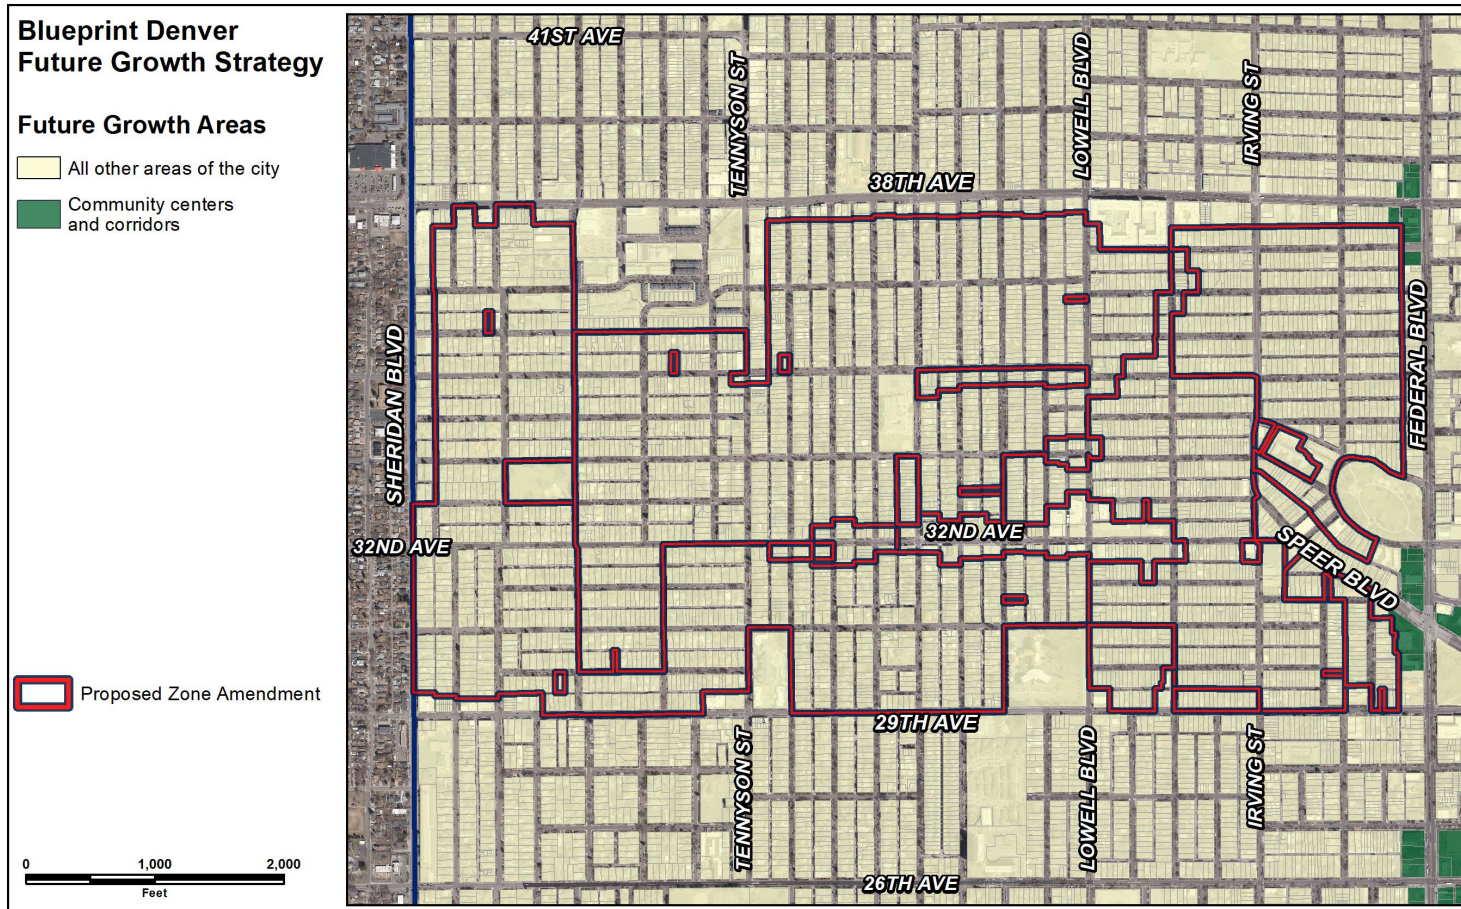 Blueprint Denver
Future Growth Strategy
Future Growth Areas
All other areas of the city
Community centers
and corridors
Proposed Zone Amendment
0 1,000 2,000
Feet
41ST AVE
TENNYSON ST
LOWELL BLVD
IRVING ST
38TH AVE
SHERIDAN BLVD
FEDERAL BLVD
32ND AVE
32ND AVE
SPEER BLVD
29TH AVE
TENNYSON ST
LOWELL BLVD
IRVING ST
26TH AVE